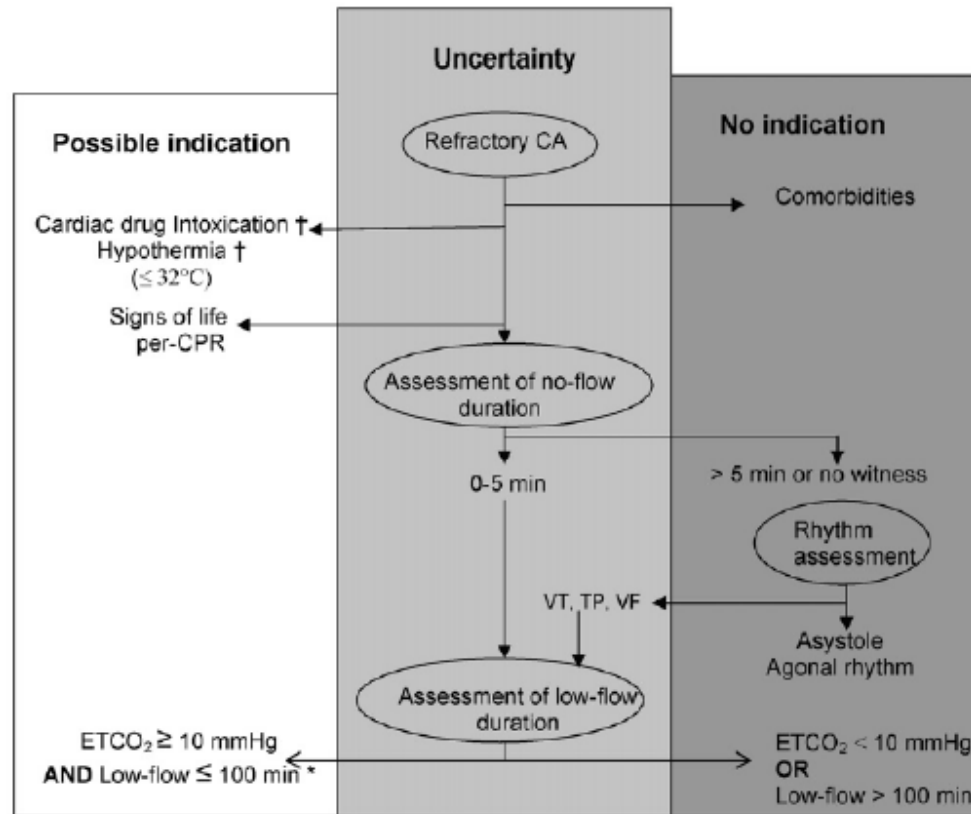 Uncertainty
Possible indication
No indication
Refractory CA
Comorbidities
Cardiac drug Intoxication †
Hypothermia †
(≤ 32°C)
Signs of life
per-CPR
Assessment of no-flow
duration
0-5 min
> 5 min or no witness
Rhythm
assessment
VT, TP, VF
Asystole
Agonal rhythm
Assessment of low-flow
duration
ETCO₂ ≥ 10 mmHg
AND Low-flow ≤ 100 min *
ETCO₂ < 10 mmHg
OR
Low-flow > 100 min